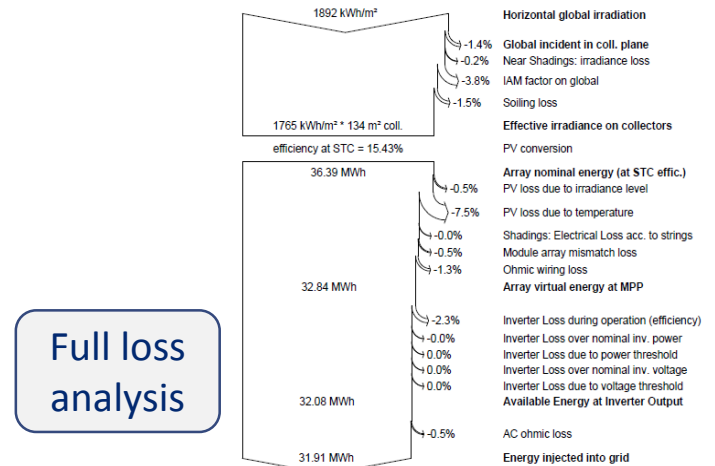 1892 kWh/m² Horizontal global irradiation
-1.4% Global incident in coll. plane
-0.2% Near Shadings: irradiance loss
-3.8% IAM factor on global
-1.5% Soiling loss
1765 kWh/m² * 134 m² coll. Effective irradiance on collectors
efficiency at STC = 15.43% PV conversion
36.39 MWh Array nominal energy (at STC effic.)
-0.5% PV loss due to irradiance level
-7.5% PV loss due to temperature
-0.0% Shadings: Electrical Loss acc. to strings
-0.5% Module array mismatch loss
-1.3% Ohmic wiring loss
32.84 MWh Array virtual energy at MPP
-2.3% Inverter Loss during operation (efficiency)
-0.0% Inverter Loss over nominal inv. power
0.0% Inverter Loss due to power threshold
0.0% Inverter Loss over nominal inv. voltage
0.0% Inverter Loss due to voltage threshold
32.08 MWh Available Energy at Inverter Output
-0.5% AC ohmic loss
31.91 MWh Energy injected into grid
Full loss
analysis